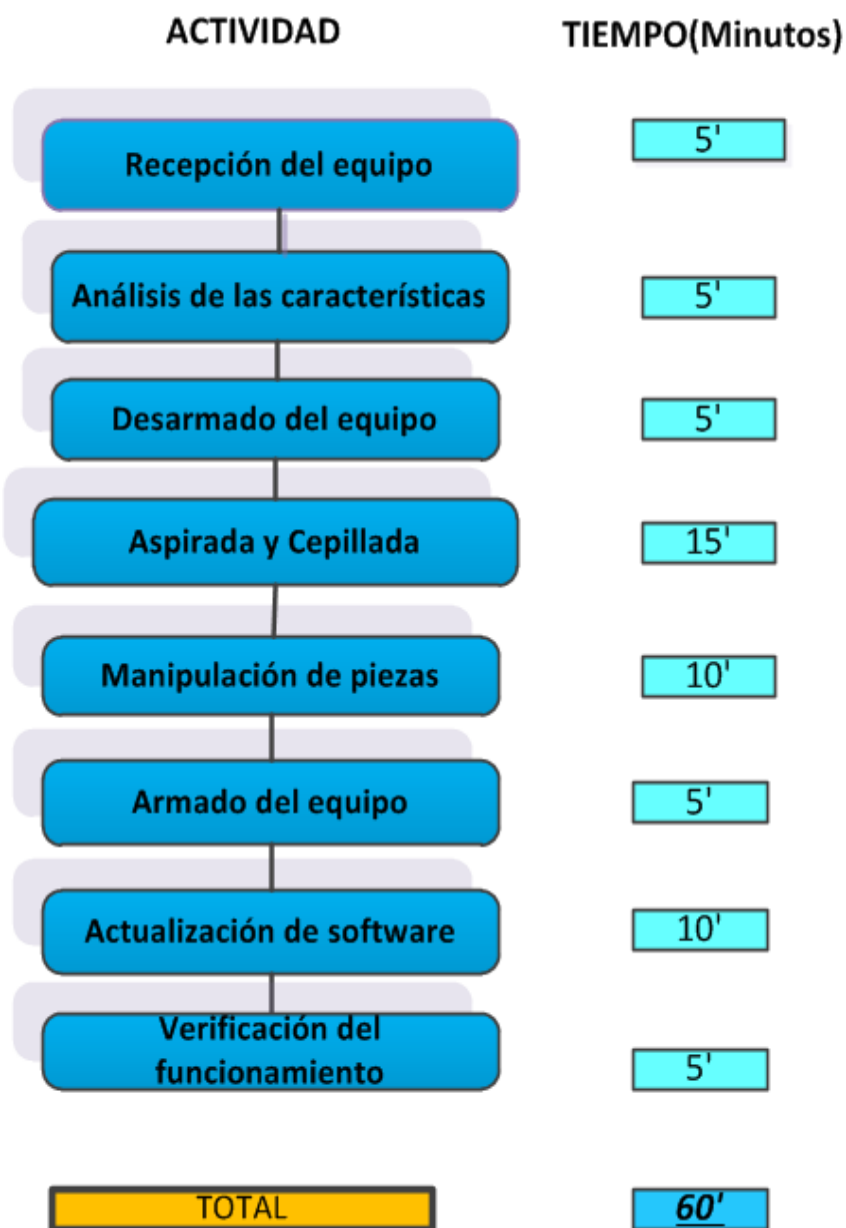 ACTIVIDAD TIEMPO(Minutos)
Recepción del equipo 5'
Análisis de las características 5'
Desarmado del equipo 5'
Aspirada y Cepillada 15'
Manipulación de piezas 10'
Armado del equipo 5'
Actualización de software 10'
Verificación del
funcionamiento 5'
TOTAL 60'